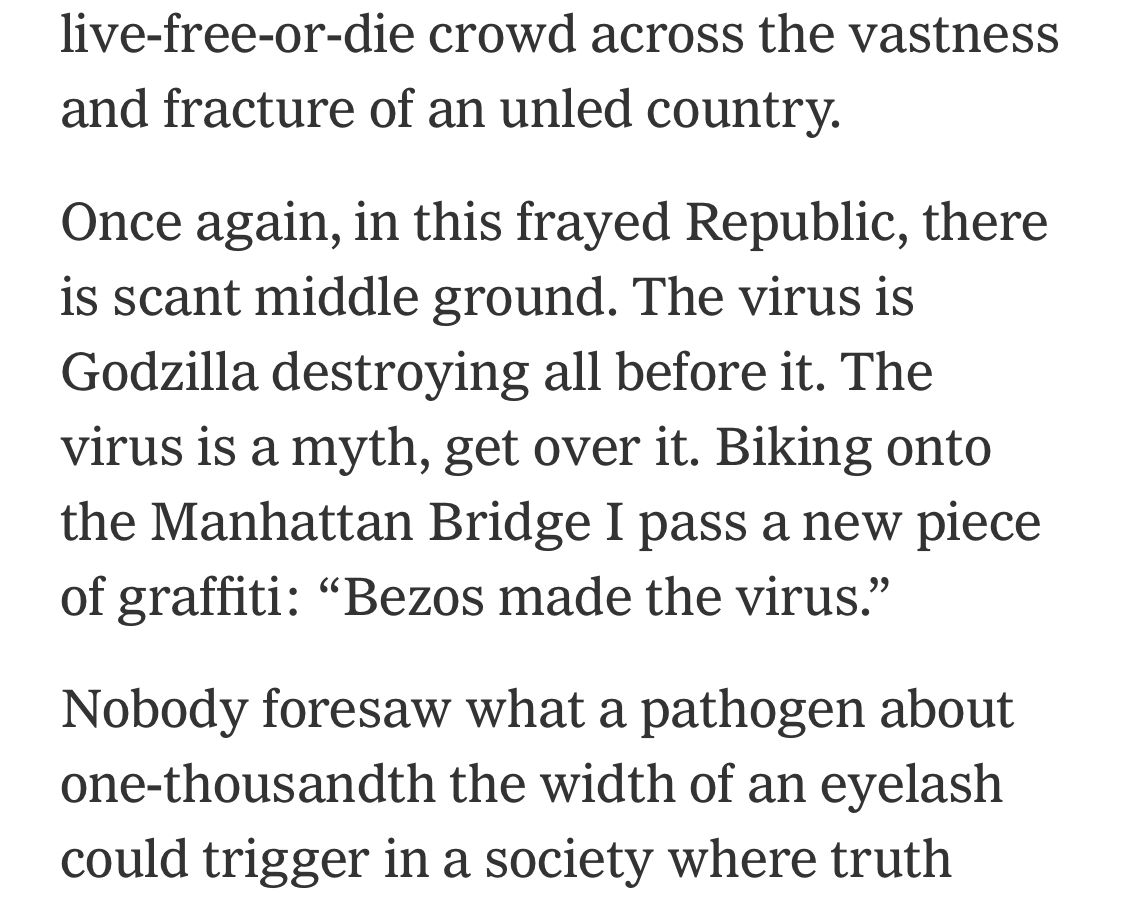 live-free-or-die crowd across the vastness
and fracture of an unled country.
Once again, in this frayed Republic, there
is scant middle ground. The virus is
Godzilla destroying all before it. The
virus is a myth, get over it. Biking onto
the Manhattan Bridge I pass a new piece
of graffiti: “Bezos made the virus.”
Nobody foresaw what a pathogen about
one-thousandth the width of an eyelash
could trigger in a society where truth